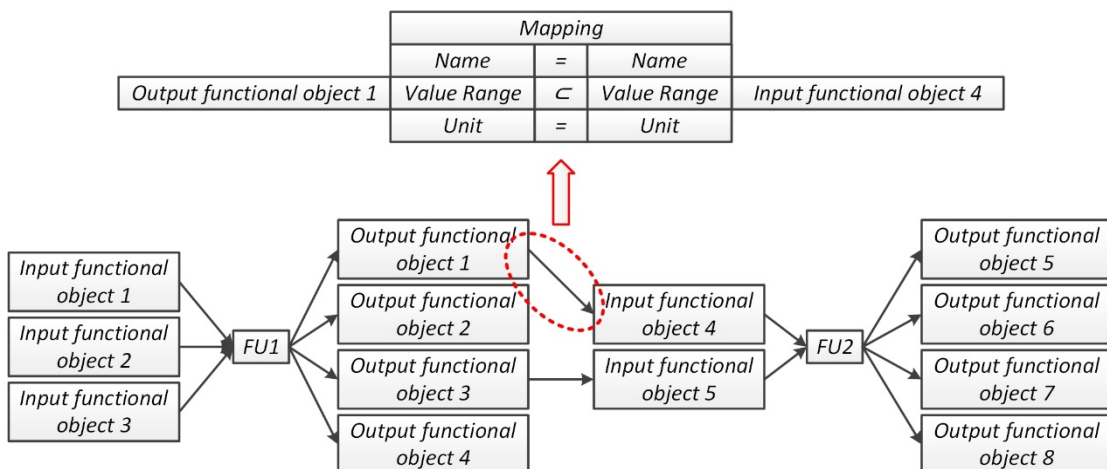 Mapping
Name = Name
Output functional object 1 Value Range ⊂ Value Range Input functional object 4
Unit = Unit
Input functional
object 1
Input functional
object 2
Input functional
object 3
FU1
Output functional
object 1
Output functional
object 2
Output functional
object 3
Output functional
object 4
Input functional
object 4
Input functional
object 5
FU2
Output functional
object 5
Output functional
object 6
Output functional
object 7
Output functional
object 8